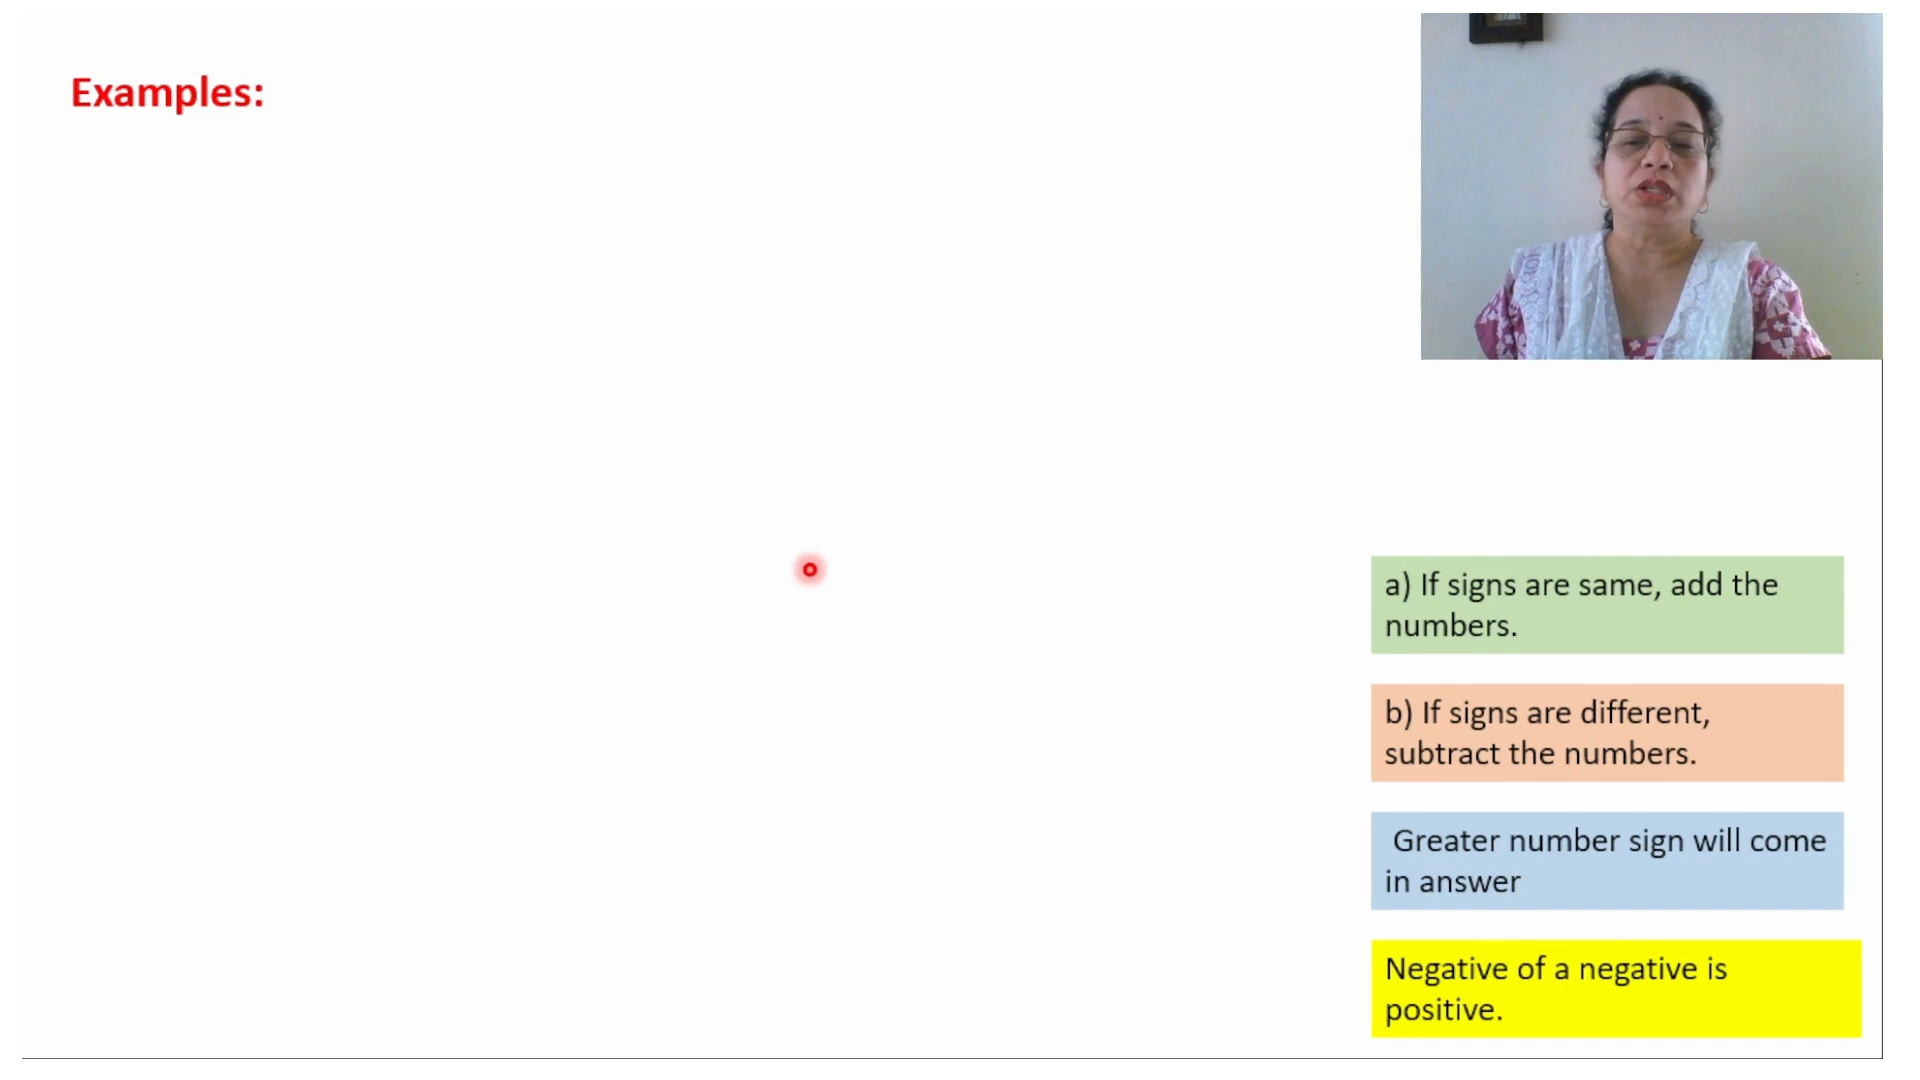 Examples:
a) If signs are same, add the
numbers.
b) If signs are different,
subtract the numbers.
Greater number sign will come
in answer
Negative of a negative is
positive.